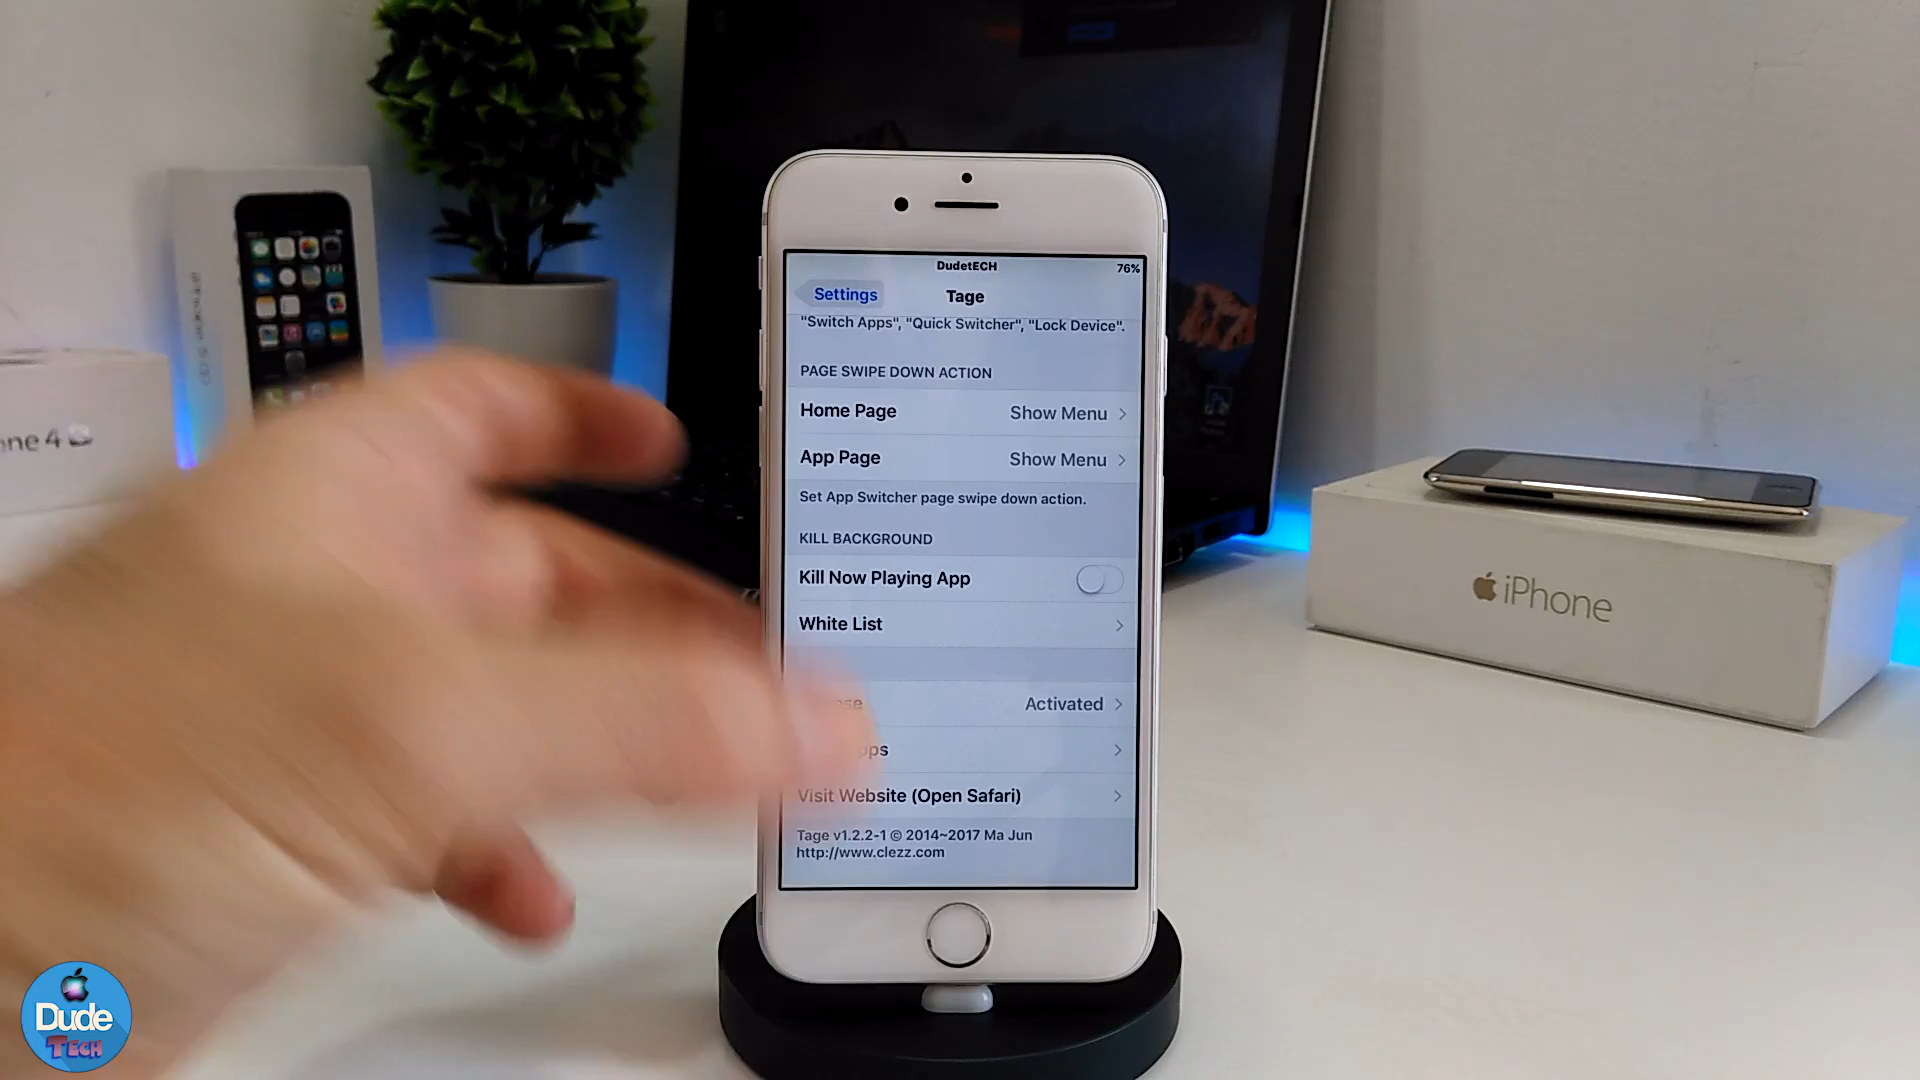 DudetECH
76%
Settings
Tage
"Switch Apps", "Quick Switcher", "Lock Device".
PAGE SWIPE DOWN ACTION
Home Page
Show Menu
App Page
Show Menu
Set App Switcher page swipe down action.
KILL BACKGROUND
Kill Now Playing App
White List
Activated
Visit Website (Open Safari)
Tage v1.2.2-1 © 2014~2017 Ma Jun
http://www.clezz.com
iPhone
Dude
TECH